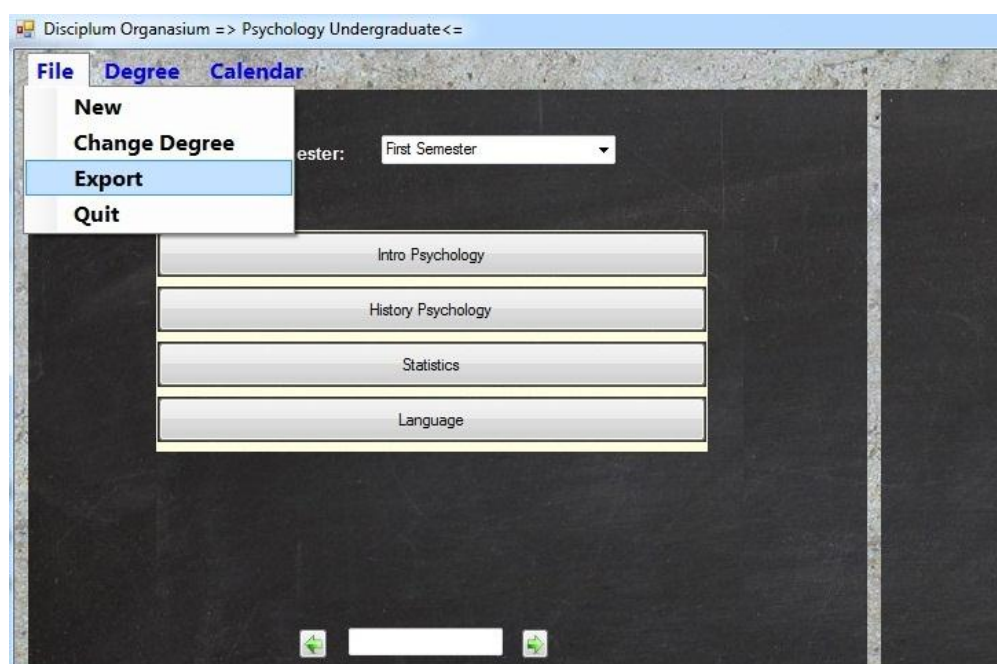 Disciplum Organasium => Psychology Undergraduate<=
File Degree Calendar
New
Change Degree
Export
Quit
ester: First Semester
Intro Psychology
History Psychology
Statistics
Language